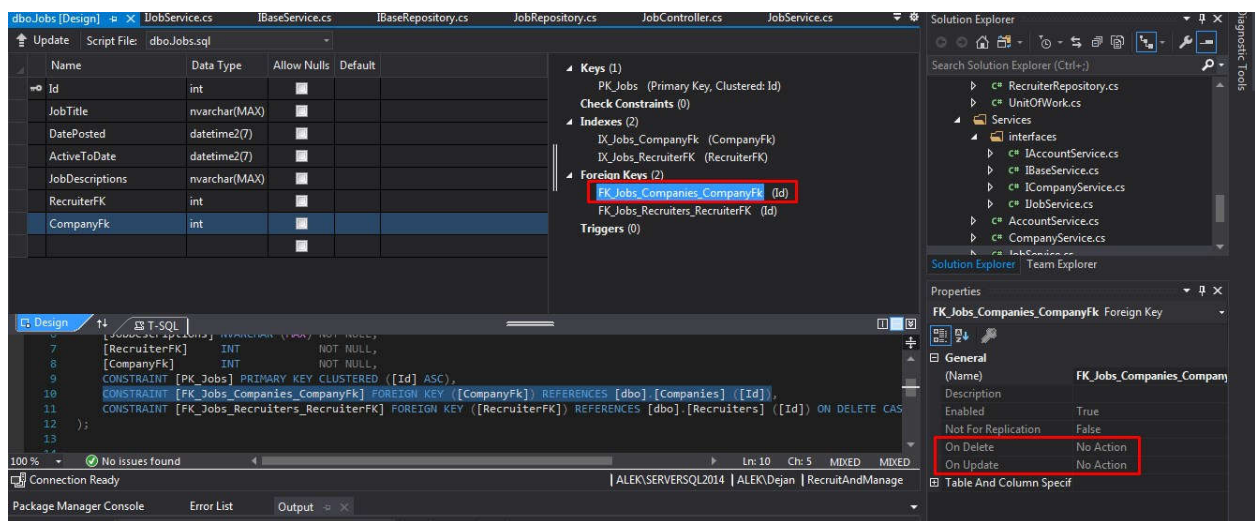 dbo.Jobs [Design] IJobService.cs IBaseService.cs IBaseRepository.cs JobRepository.cs JobController.cs JobService.cs
Update Script File: dbo.Jobs.sql
Name Data Type Allow Nulls Default
Id int
JobTitle nvarchar(MAX)
DatePosted datetime2(7)
ActiveToDate datetime2(7)
JobDescriptions nvarchar(MAX)
RecruiterFK int
CompanyFk int
Keys (1)
PK_Jobs (Primary Key, Clustered: Id)
Check Constraints (0)
Indexes (2)
IX_Jobs_CompanyFk (CompanyFk)
IX_Jobs_RecruiterFK (RecruiterFK)
Foreign Keys (2)
FK_Jobs_Companies_CompanyFk (Id)
FK_Jobs_Recruiters_RecruiterFK (Id)
Triggers (0)
Design T-SQL
6 [JobDescriptions] NVARCHAR (MAX) NOT NULL,
7 [RecruiterFK] INT NOT NULL,
8 [CompanyFk] INT NOT NULL,
9 CONSTRAINT [PK_Jobs] PRIMARY KEY CLUSTERED ([Id] ASC),
10 CONSTRAINT [FK_Jobs_Companies_CompanyFk] FOREIGN KEY ([CompanyFk]) REFERENCES [dbo].[Companies] ([Id]),
11 CONSTRAINT [FK_Jobs_Recruiters_RecruiterFK] FOREIGN KEY ([RecruiterFK]) REFERENCES [dbo].[Recruiters] ([Id]) ON DELETE CAS
12 );
13
100 % No issues found Ln: 10 Ch: 5 MIXED MIXED
Connection Ready ALEK\SERVERSQL2014 ALEK\Dejan RecruitAndManage
Package Manager Console Error List Output
Solution Explorer
Search Solution Explorer (Ctrl+;)
C# RecruiterRepository.cs
C# UnitOfWork.cs
Services
interfaces
C# IAccountService.cs
C# IBaseService.cs
C# ICompanyService.cs
C# IJobService.cs
C# AccountService.cs
C# CompanyService.cs
C# JobService.cs
Solution Explorer Team Explorer
Properties
FK_Jobs_Companies_CompanyFk Foreign Key
General
(Name) FK_Jobs_Companies_Company
Description
Enabled True
Not For Replication False
On Delete No Action
On Update No Action
Table And Column Specif
Diagnostic Tools